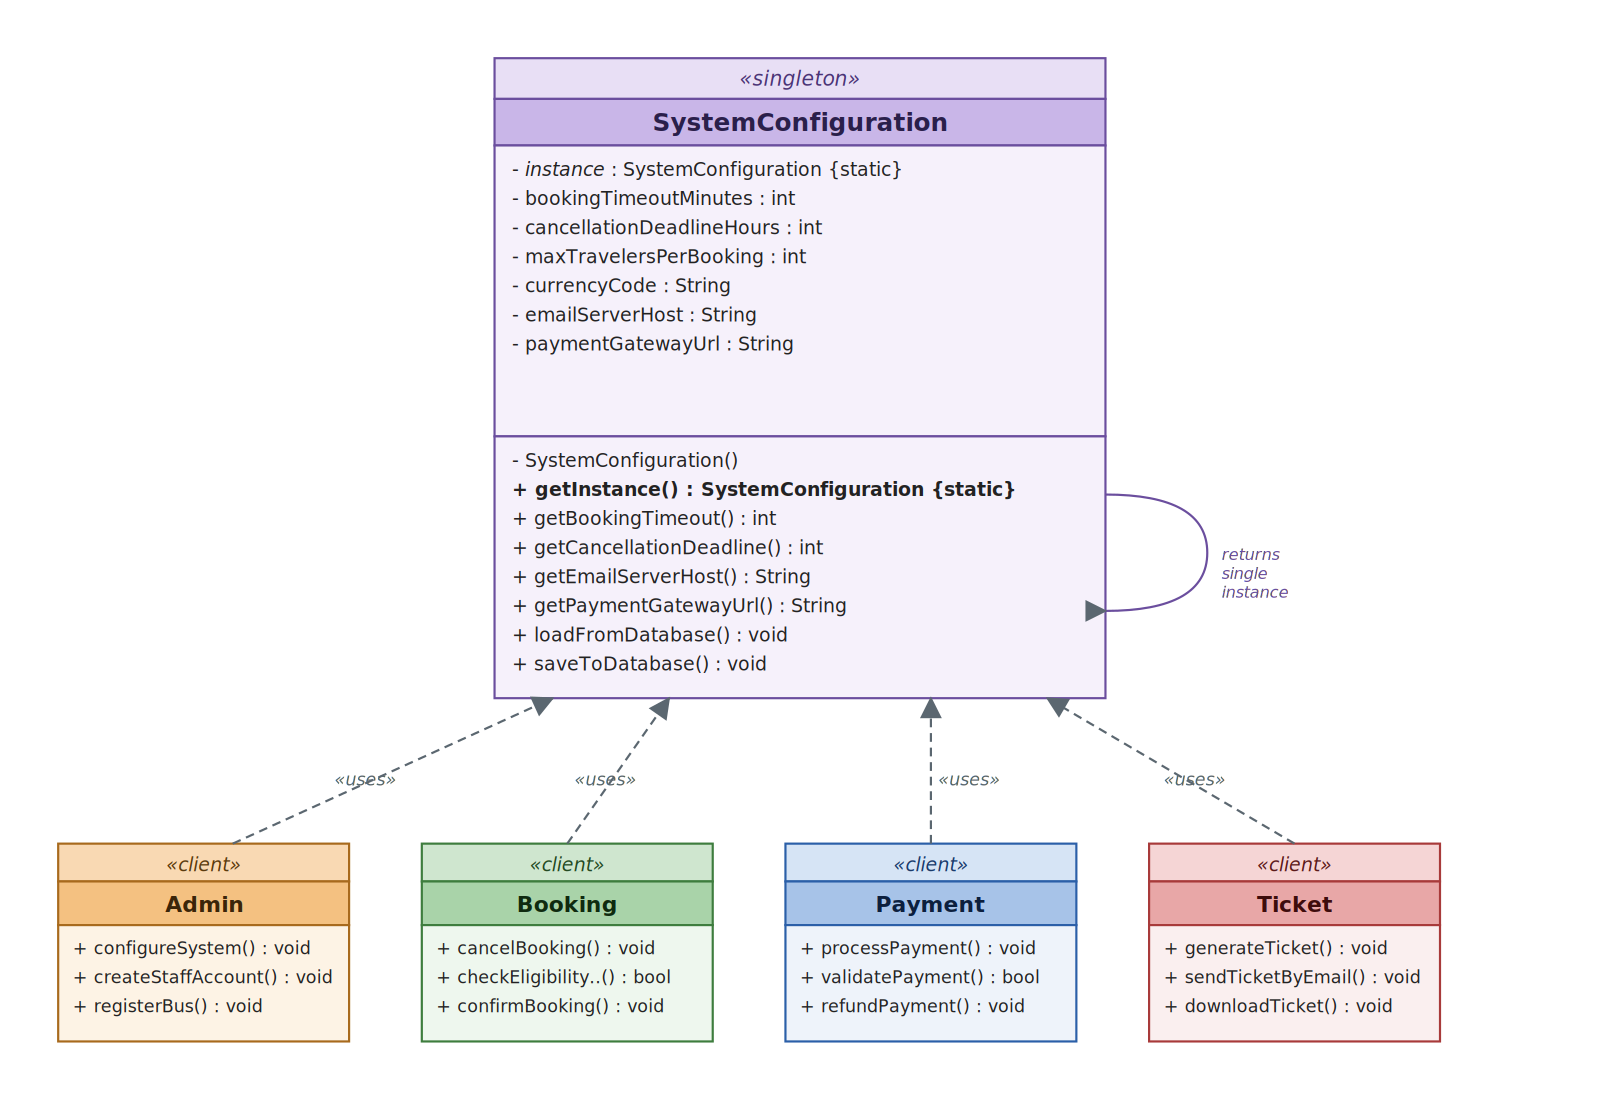 «singleton»
SystemConfiguration
- instance : SystemConfiguration {static}
- bookingTimeoutMinutes : int
- cancellationDeadlineHours : int
- maxTravelersPerBooking : int
- currencyCode : String
- emailServerHost : String
- paymentGatewayUrl : String
- SystemConfiguration()
+ getInstance() : SystemConfiguration {static}
+ getBookingTimeout() : int
+ getCancellationDeadline() : int
+ getEmailServerHost() : String
+ getPaymentGatewayUrl() : String
+ loadFromDatabase() : void
+ saveToDatabase() : void
returns
single
instance
«uses»
«uses»
«uses»
«uses»
«client»
Admin
+ configureSystem() : void
+ createStaffAccount() : void
+ registerBus() : void
«client»
Booking
+ cancelBooking() : void
+ checkEligibility..() : bool
+ confirmBooking() : void
«client»
Payment
+ processPayment() : void
+ validatePayment() : bool
+ refundPayment() : void
«client»
Ticket
+ generateTicket() : void
+ sendTicketByEmail() : void
+ downloadTicket() : void